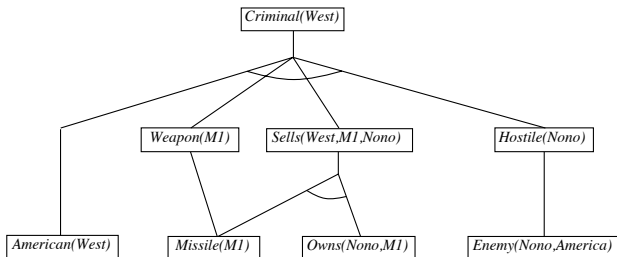 Criminal(West)
Weapon(M1)
Sells(West,M1,Nono)
Hostile(Nono)
American(West)
Missile(M1)
Owns(Nono,M1)
Enemy(Nono,America)